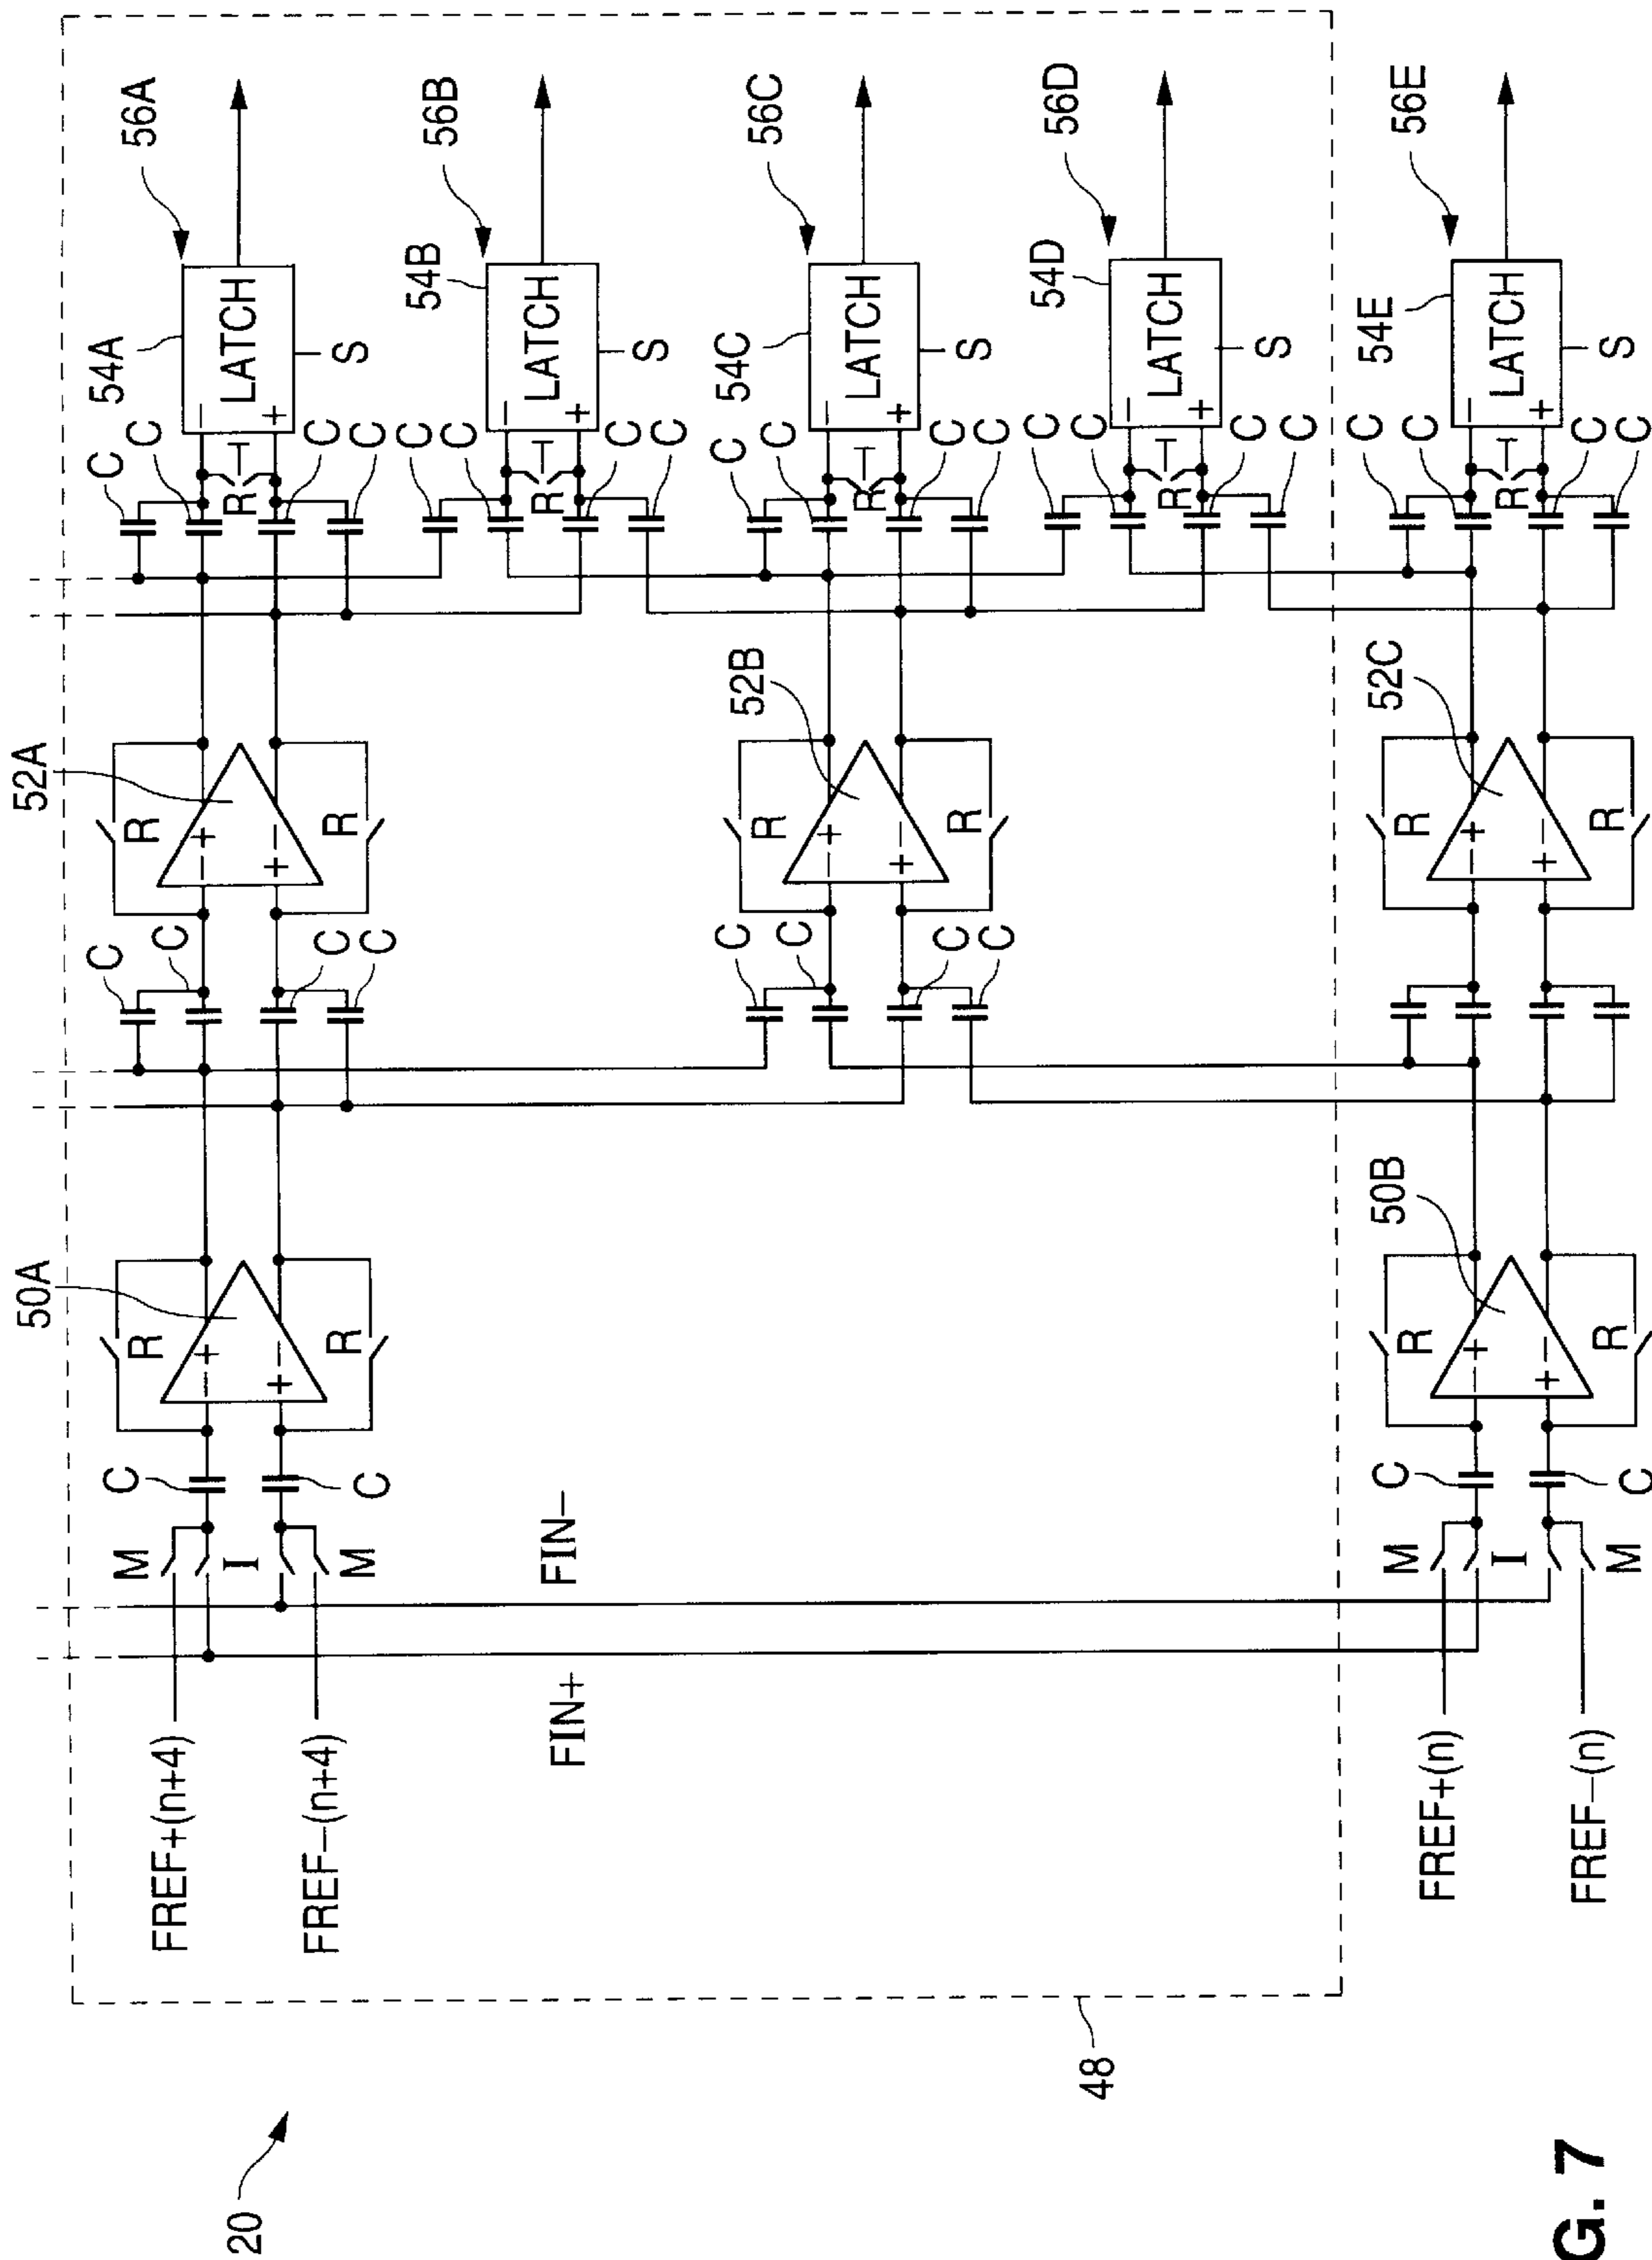 56A
56B
56C
56D
56E
54A
54B
54C
54D
54E
LATCH
LATCH
LATCH
LATCH
LATCH
− − − − −
+ + + + +
S S S S S
C C C C C C C C C C
C C C C C C C C C C
R R R R R
52A
52B
52C
R R R R R R
+ − − +
+ − − +
+ − − +
C C C C C C C C
50A
50B
R R R R
+ − − +
+ − − +
C C C C
M I M M I M
FIN−
FIN+
FREF+(n+4)
FREF−(n+4)
FREF+(n)
FREF−(n)
48
20
G. 7